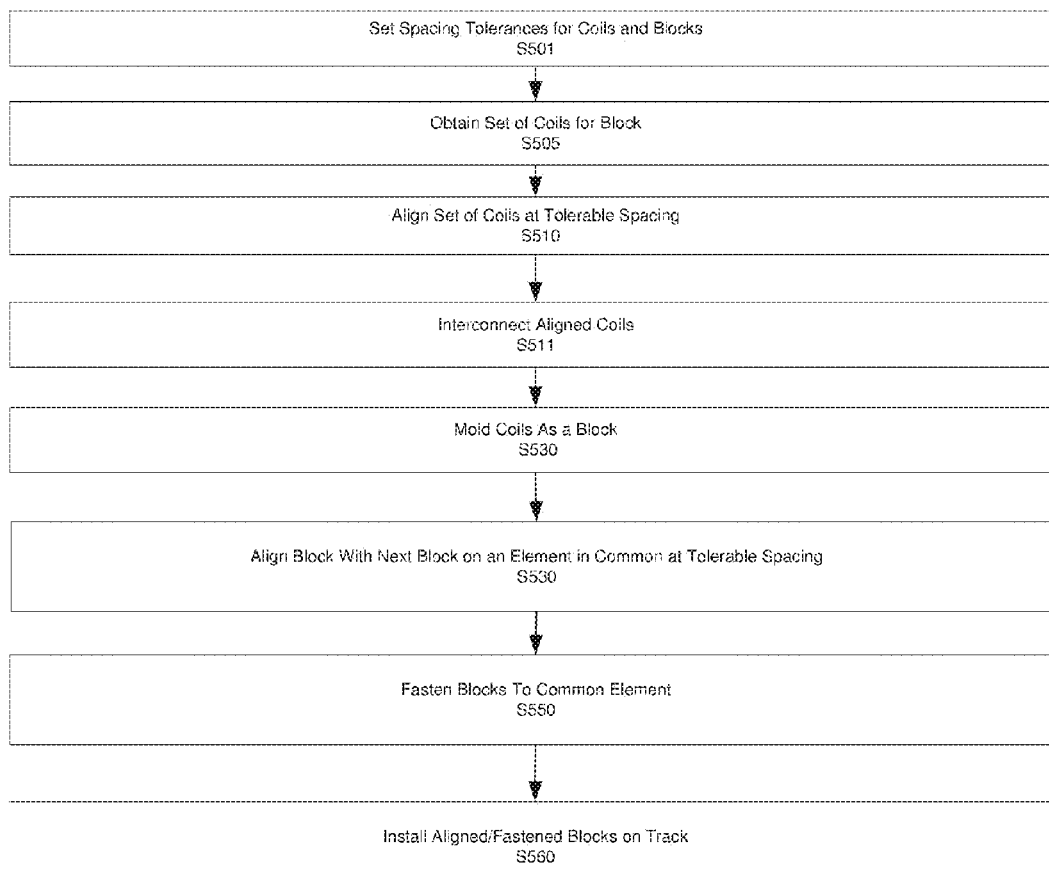 Set Spacing Tolerances for Coils and Blocks
S501
Obtain Set of Coils for Block
S505
Align Set of Coils at Tolerable Spacing
S510
Interconnect Aligned Coils
S511
Mold Coils As a Block
S530
Align Block With Next Block on an Element in Common at Tolerable Spacing
S530
Fasten Blocks To Common Element
S550
Install Aligned/Fastened Blocks on Track
S560